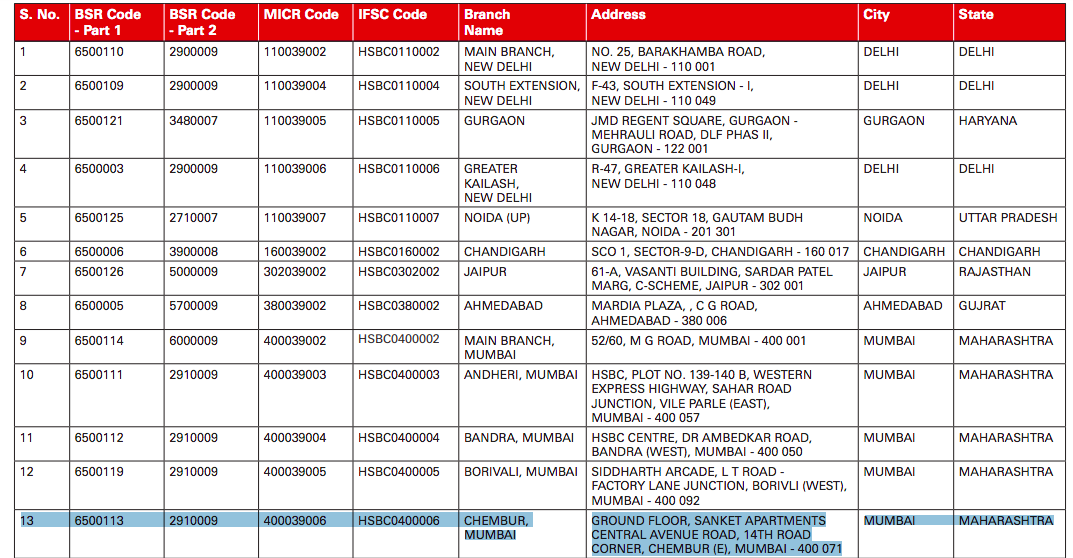 S. No. BSR Code - Part 1 BSR Code - Part 2 MICR Code IFSC Code Branch Name Address City State
1 6500110 2900009 110039002 HSBC0110002 MAIN BRANCH, NEW DELHI NO. 25, BARAKHAMBA ROAD, NEW DELHI - 110 001 DELHI DELHI
2 6500109 2900009 110039004 HSBC0110004 SOUTH EXTENSION, NEW DELHI F-43, SOUTH EXTENSION - I, NEW DELHI - 110 049 DELHI DELHI
3 6500121 3480007 110039005 HSBC0110005 GURGAON JMD REGENT SQUARE, GURGAON - MEHRAULI ROAD, DLF PHAS II, GURGAON - 122 001 GURGAON HARYANA
4 6500003 2900009 110039006 HSBC0110006 GREATER KAILASH, NEW DELHI R-47, GREATER KAILASH-I, NEW DELHI - 110 048 DELHI DELHI
5 6500125 2710007 110039007 HSBC0110007 NOIDA (UP) K 14-18, SECTOR 18, GAUTAM BUDH NAGAR, NOIDA - 201 301 NOIDA UTTAR PRADESH
6 6500006 3900008 160039002 HSBC0160002 CHANDIGARH SCO 1, SECTOR-9-D, CHANDIGARH - 160 017 CHANDIGARH CHANDIGARH
7 6500126 5000009 302039002 HSBC0302002 JAIPUR 61-A, VASANTI BUILDING, SARDAR PATEL MARG, C-SCHEME, JAIPUR - 302 001 JAIPUR RAJASTHAN
8 6500005 5700009 380039002 HSBC0380002 AHMEDABAD MARDIA PLAZA, , C G ROAD, AHMEDABAD - 380 006 AHMEDABAD GUJRAT
9 6500114 6000009 400039002 HSBC0400002 MAIN BRANCH, MUMBAI 52/60, M G ROAD, MUMBAI - 400 001 MUMBAI MAHARASHTRA
10 6500111 2910009 400039003 HSBC0400003 ANDHERI, MUMBAI HSBC, PLOT NO. 139-140 B, WESTERN EXPRESS HIGHWAY, SAHAR ROAD JUNCTION, VILE PARLE (EAST), MUMBAI - 400 057 MUMBAI MAHARASHTRA
11 6500112 2910009 400039004 HSBC0400004 BANDRA, MUMBAI HSBC CENTRE, DR AMBEDKAR ROAD, BANDRA (WEST), MUMBAI - 400 050 MUMBAI MAHARASHTRA
12 6500119 2910009 400039005 HSBC0400005 BORIVALI, MUMBAI SIDDHARTH ARCADE, L T ROAD - FACTORY LANE JUNCTION, BORIVLI (WEST), MUMBAI - 400 092 MUMBAI MAHARASHTRA
13 6500113 2910009 400039006 HSBC0400006 CHEMBUR, MUMBAI GROUND FLOOR, SANKET APARTMENTS CENTRAL AVENUE ROAD, 14TH ROAD CORNER, CHEMBUR (E), MUMBAI - 400 071 MUMBAI MAHARASHTRA